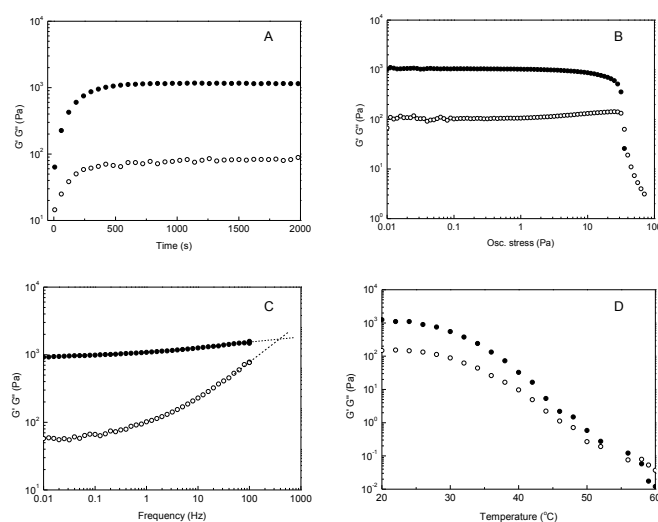 A
10⁴
10³
10²
10¹
G' G'' (Pa)
0 500 1000 1500 2000
Time (s)
B
10⁴
10³
10²
10¹
10⁰
G' G'' (Pa)
0.01 0.1 1 10 100
Osc. stress (Pa)
C
10⁴
10³
10²
10¹
G' G'' (Pa)
0.01 0.1 1 10 100 1000
Frequency (Hz)
D
10⁴
10³
10²
10¹
10⁰
10⁻¹
10⁻²
G' G'' (Pa)
20 30 40 50 60
Temperature (°C)